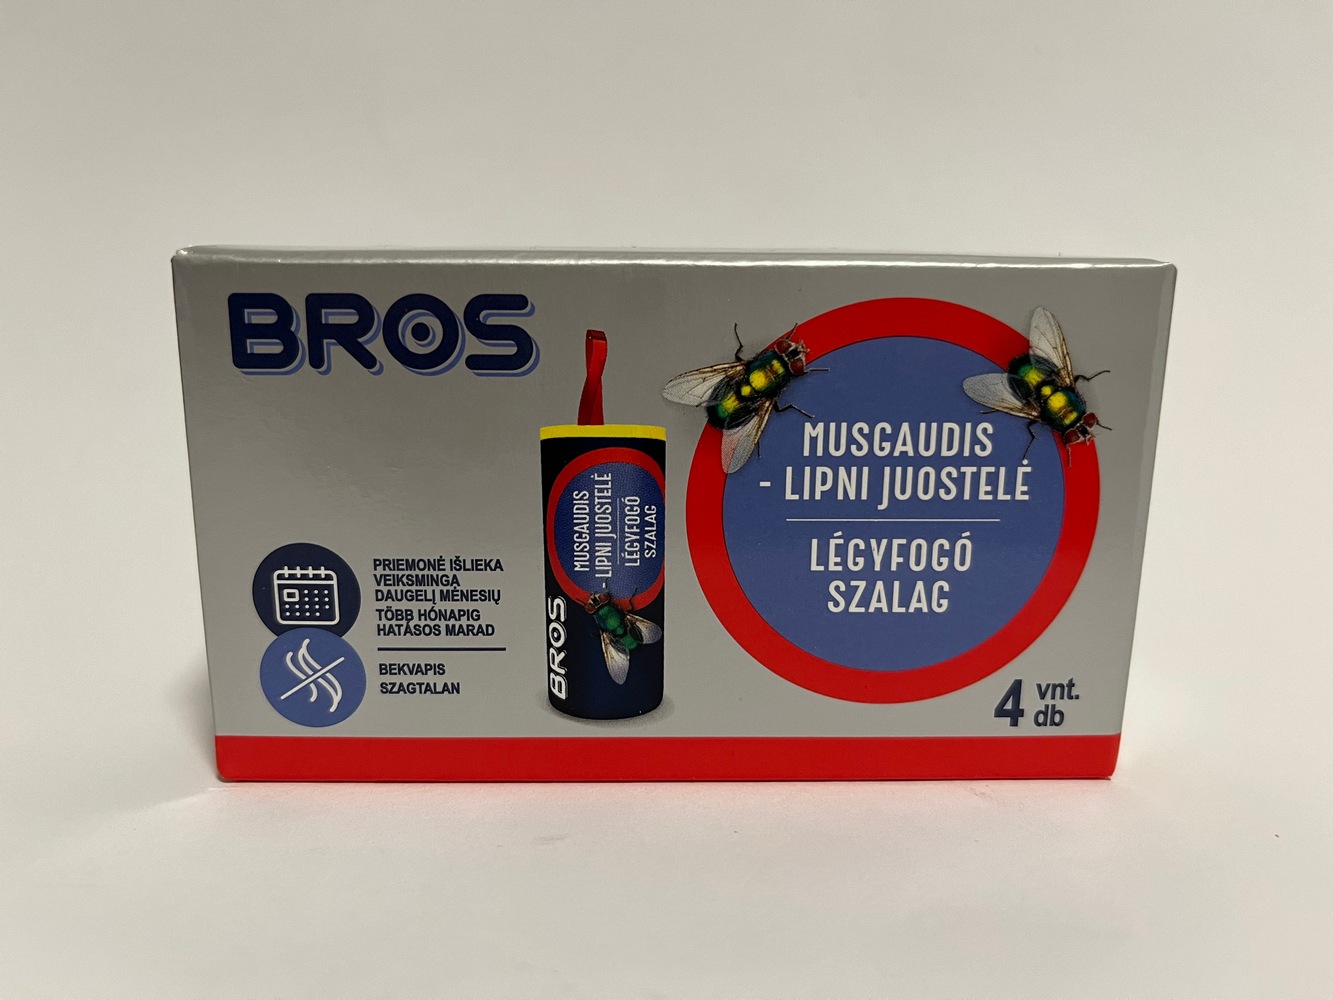 BROS
MUSGAUDIS
- LIPNI JUOSTELĖ
LÉGYFOGÓ
SZALAG
MUSGAUDIS
- LIPNI JUOSTELĖ
LÉGYFOGÓ
SZALAG
BROS
PRIEMONĖ IŠLIEKA
VEIKSMINGA
DAUGELĮ MĖNESIŲ
TÖBB HÓNAPIG
HATÁSOS MARAD
BEKVAPIS
SZAGTALAN
4 vnt.
db